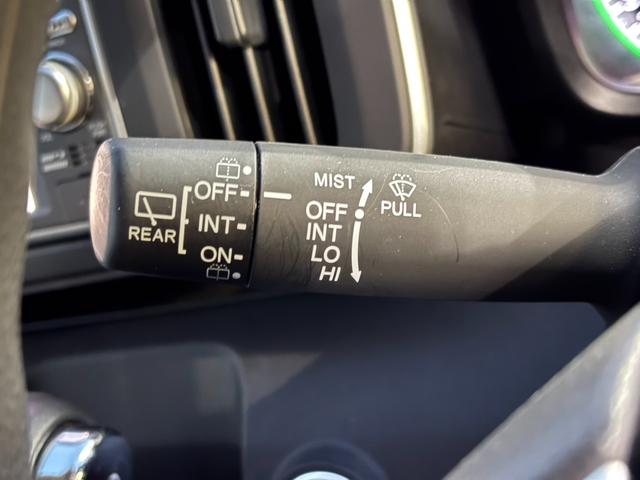 REAR
OFF
INT
ON
MIST
OFF
INT
LO
HI
PULL